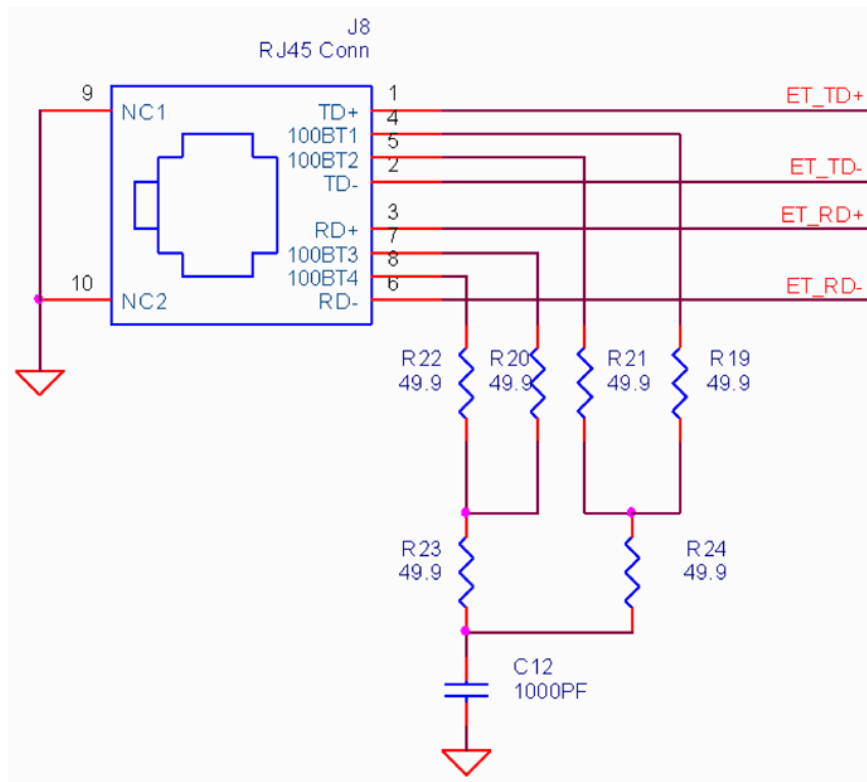 J8
RJ45 Conn
9
NC1
TD+
1
ET_TD+
100BT1
4
100BT2
5
TD-
2
ET_TD-
RD+
3
ET_RD+
100BT3
7
100BT4
8
10
NC2
RD-
6
ET_RD-
R22
49.9
R20
49.9
R21
49.9
R19
49.9
R23
49.9
R24
49.9
C12
1000PF